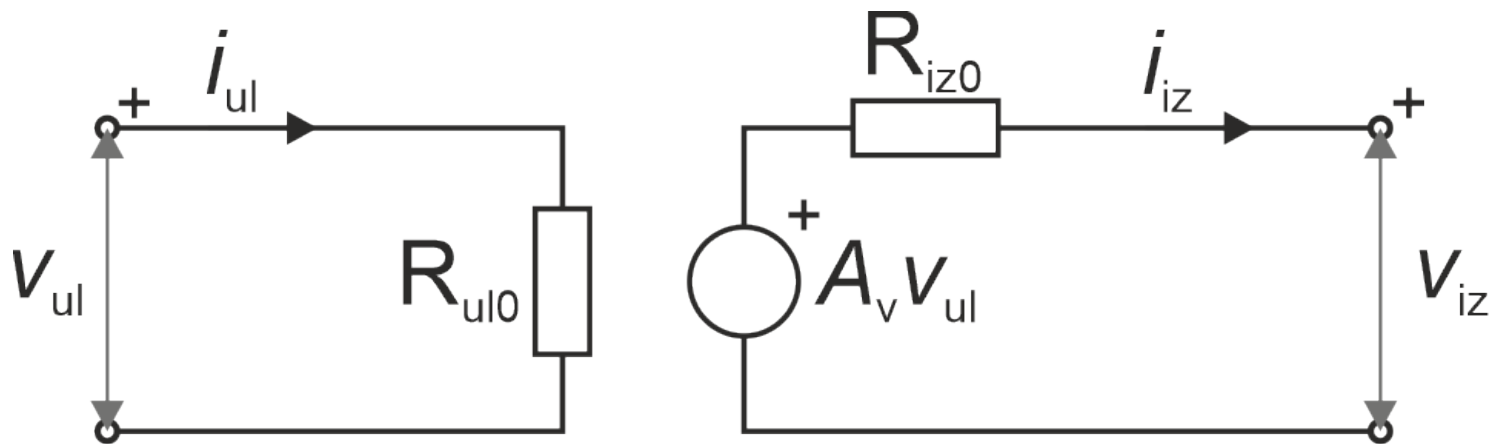 +
i_ul
R_iz0
i_iz
+
v_ul
R_ul0
+
A_v v_ul
v_iz